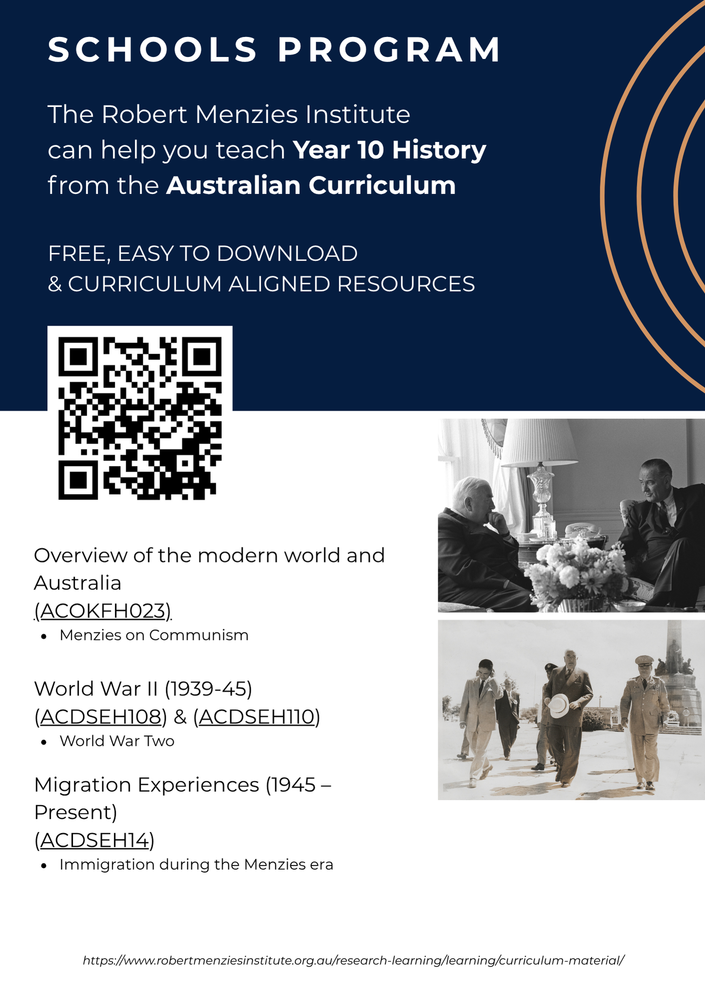 SCHOOLS PROGRAM
The Robert Menzies Institute
can help you teach Year 10 History
from the Australian Curriculum
FREE, EASY TO DOWNLOAD
& CURRICULUM ALIGNED RESOURCES
Overview of the modern world and
Australia
(ACOKFH023)
• Menzies on Communism
World War II (1939-45)
(ACDSEH108) & (ACDSEH110)
• World War Two
Migration Experiences (1945 –
Present)
(ACDSEH14)
• Immigration during the Menzies era
https://www.robertmenziesinstitute.org.au/research-learning/learning/curriculum-material/